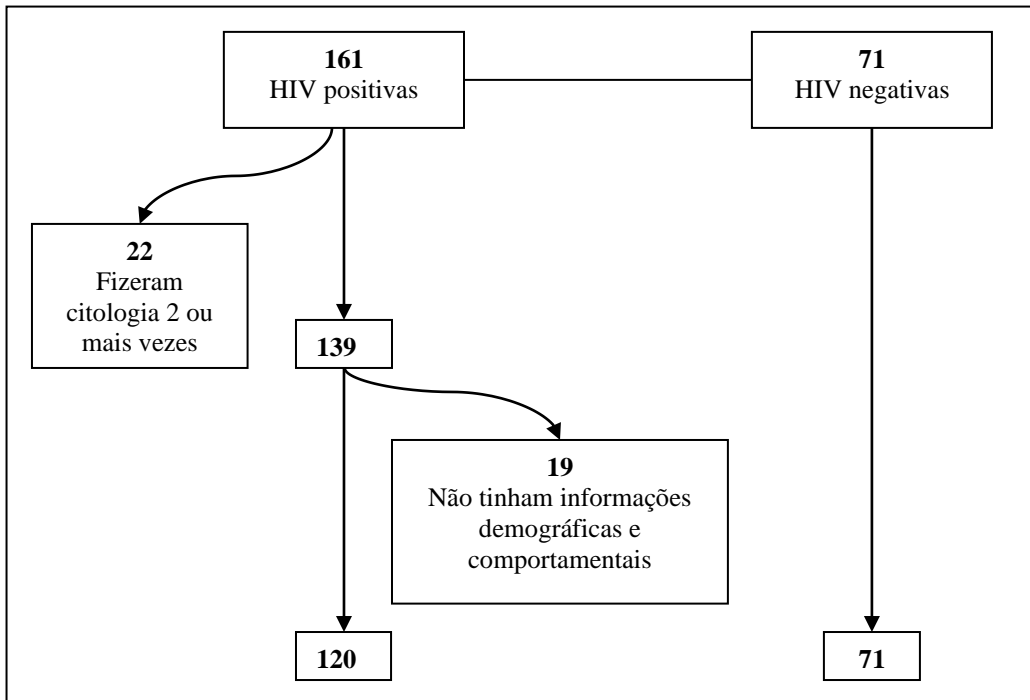 161
HIV positivas
71
HIV negativas
22
Fizeram
citologia 2 ou
mais vezes
139
19
Não tinham informações
demográficas e
comportamentais
120
71